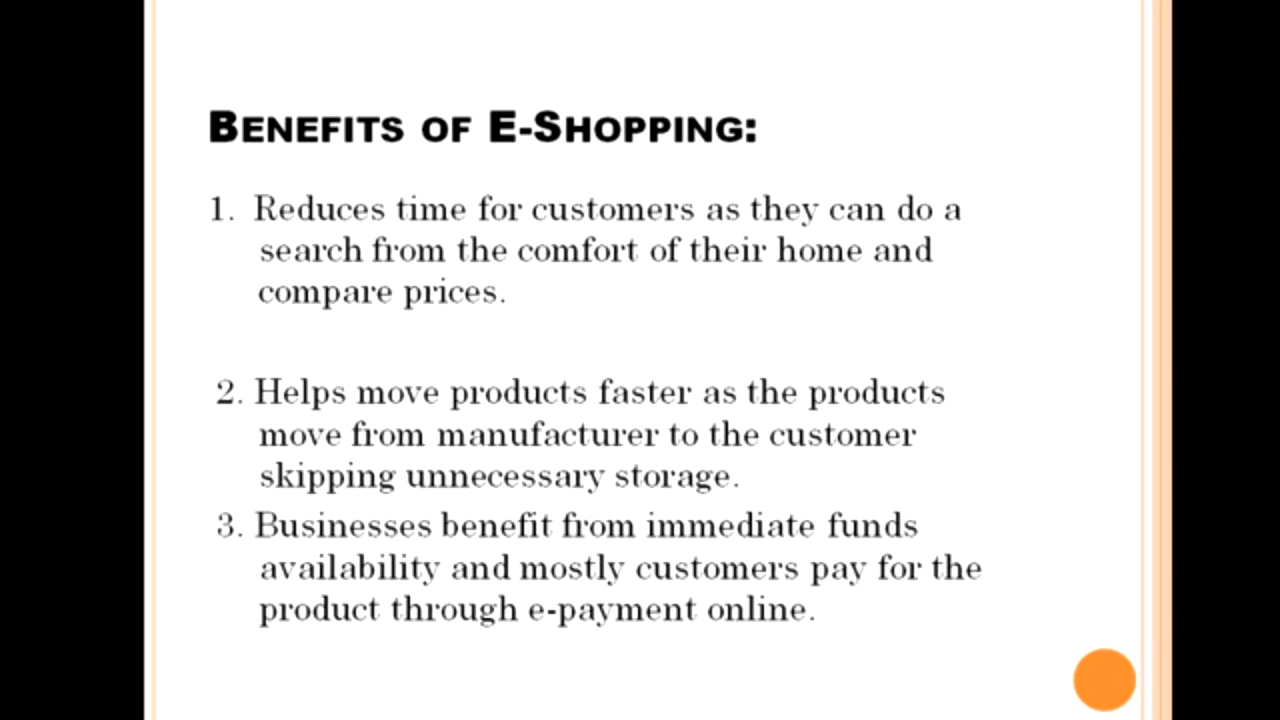 BENEFITS OF E-SHOPPING:
1. Reduces time for customers as they can do a
search from the comfort of their home and
compare prices.
2. Helps move products faster as the products
move from manufacturer to the customer
skipping unnecessary storage.
3. Businesses benefit from immediate funds
availability and mostly customers pay for the
product through e-payment online.